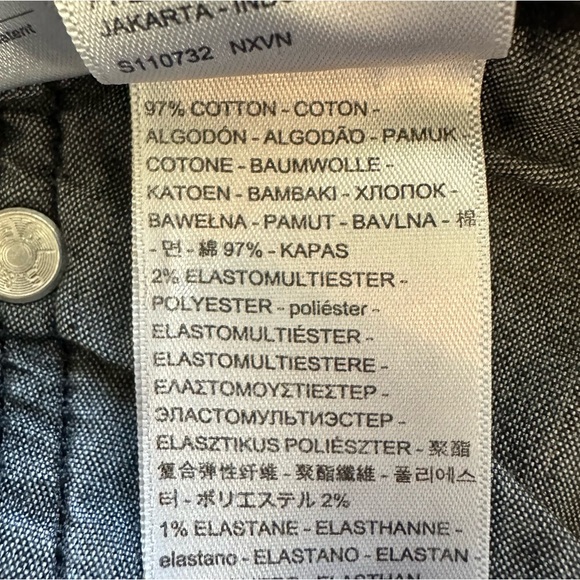 JAKARTA - INDO
S110732 NXVN
97% COTTON - COTON -
ALGODÓN - ALGODÃO - PAMUK -
COTONE - BAUMWOLLE -
KATOEN - BAMBAKI - ХЛОПОК -
BAWEŁNA - PAMUT - BAVLNA - 棉
- 면 - 綿 97% - KAPAS
2% ELASTOMULTIESTER -
POLYESTER - poliéster -
ELASTOMULTIÉSTER -
ELASTOMULTIESTERE -
ΕΛΑΣΤΟΜΟΥΣΤΙΕΣΤΕΡ -
ЭЛАСТОМУЛЬТИЭСТЕР -
ELASZTIKUS POLIÉSZTER - 聚酯
复合弹性纤维 - 聚酯纖維 - 폴리에스
터 - ポリエステル 2%
1% ELASTANE - ELASTHANNE -
elastano - ELASTANO - ELASTAN